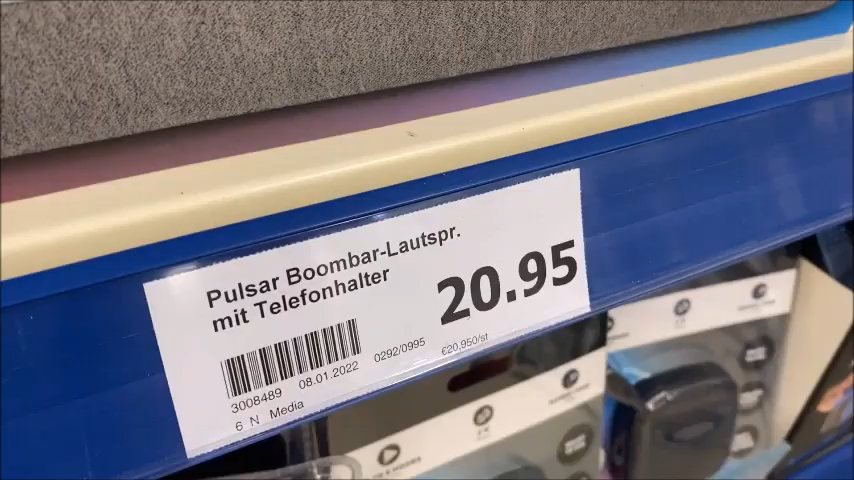 Pulsar Boombar-Lautspr.
mit Telefonhalter
20.95
3008489 08.01.2022 0292/0995 €20,950/st
6 N Media